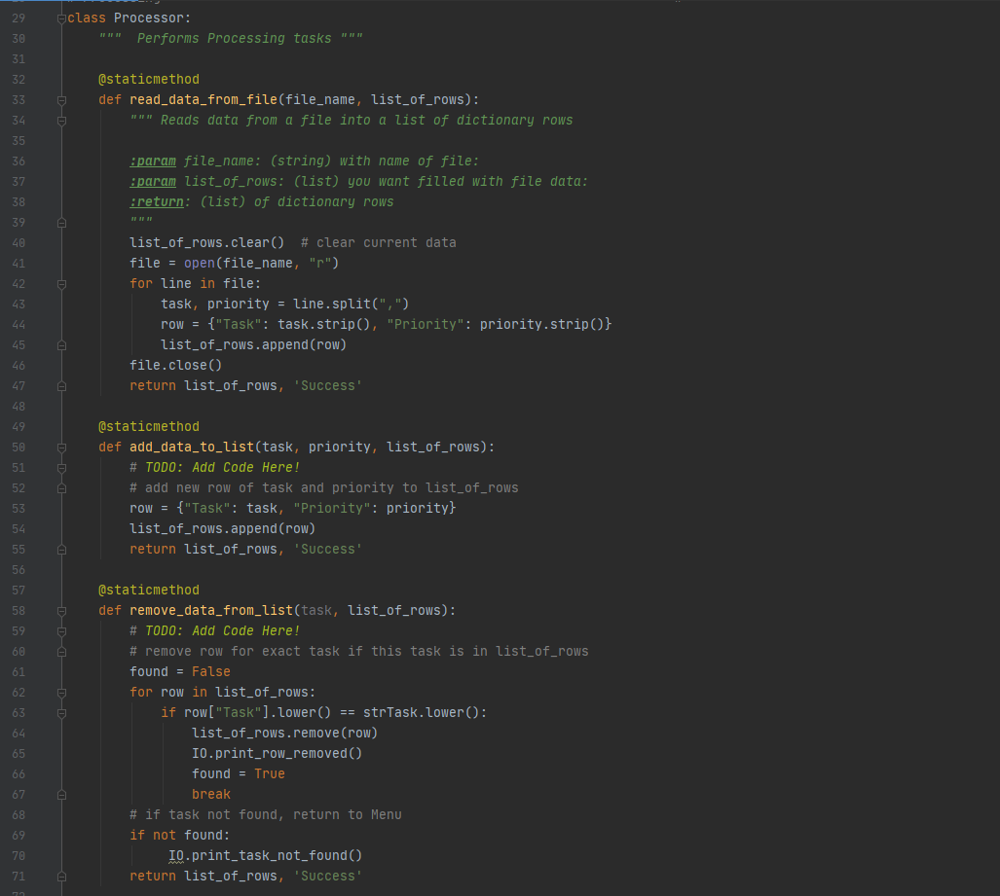 29 class Processor:
30     """  Performs Processing tasks """
31
32     @staticmethod
33     def read_data_from_file(file_name, list_of_rows):
34         """ Reads data from a file into a list of dictionary rows
35
36         :param file_name: (string) with name of file:
37         :param list_of_rows: (list) you want filled with file data:
38         :return: (list) of dictionary rows
39         """
40         list_of_rows.clear()  # clear current data
41         file = open(file_name, "r")
42         for line in file:
43             task, priority = line.split(",")
44             row = {"Task": task.strip(), "Priority": priority.strip()}
45             list_of_rows.append(row)
46         file.close()
47         return list_of_rows, 'Success'
48
49     @staticmethod
50     def add_data_to_list(task, priority, list_of_rows):
51         # TODO: Add Code Here!
52         # add new row of task and priority to list_of_rows
53         row = {"Task": task, "Priority": priority}
54         list_of_rows.append(row)
55         return list_of_rows, 'Success'
56
57     @staticmethod
58     def remove_data_from_list(task, list_of_rows):
59         # TODO: Add Code Here!
60         # remove row for exact task if this task is in list_of_rows
61         found = False
62         for row in list_of_rows:
63             if row["Task"].lower() == strTask.lower():
64                 list_of_rows.remove(row)
65                 IO.print_row_removed()
66                 found = True
67                 break
68         # if task not found, return to Menu
69         if not found:
70              IO.print_task_not_found()
71         return list_of_rows, 'Success'